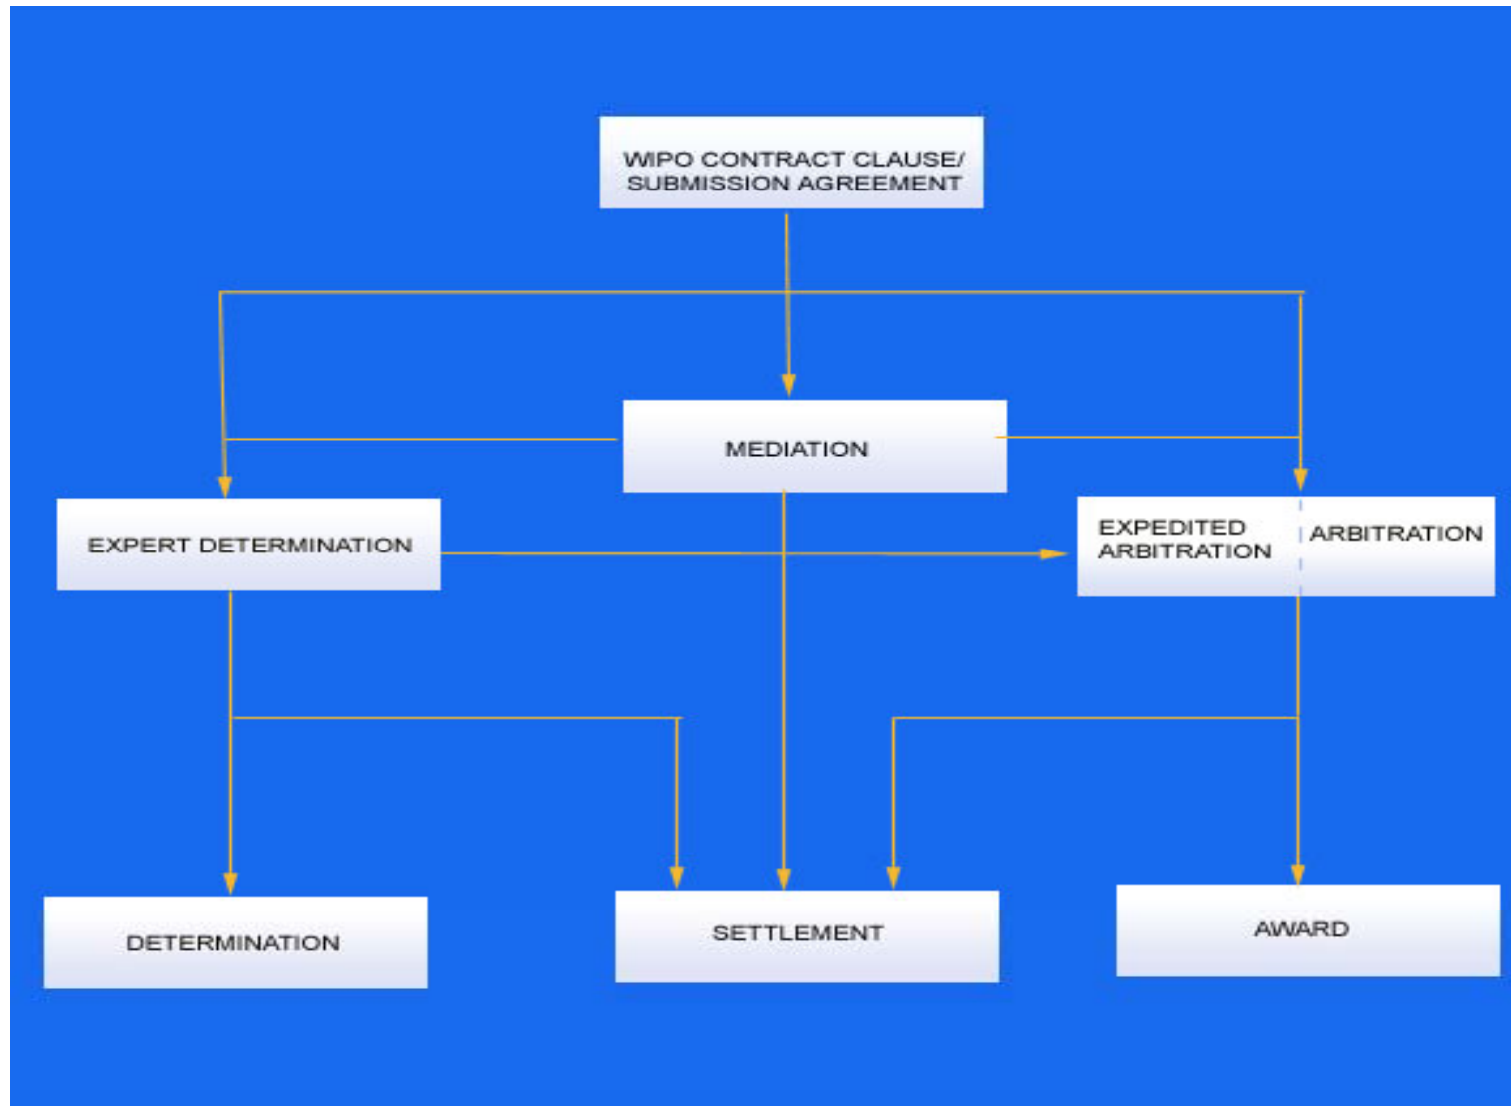 WIPO CONTRACT CLAUSE/
SUBMISSION AGREEMENT
MEDIATION
EXPERT DETERMINATION
EXPEDITED
ARBITRATION
ARBITRATION
DETERMINATION
SETTLEMENT
AWARD